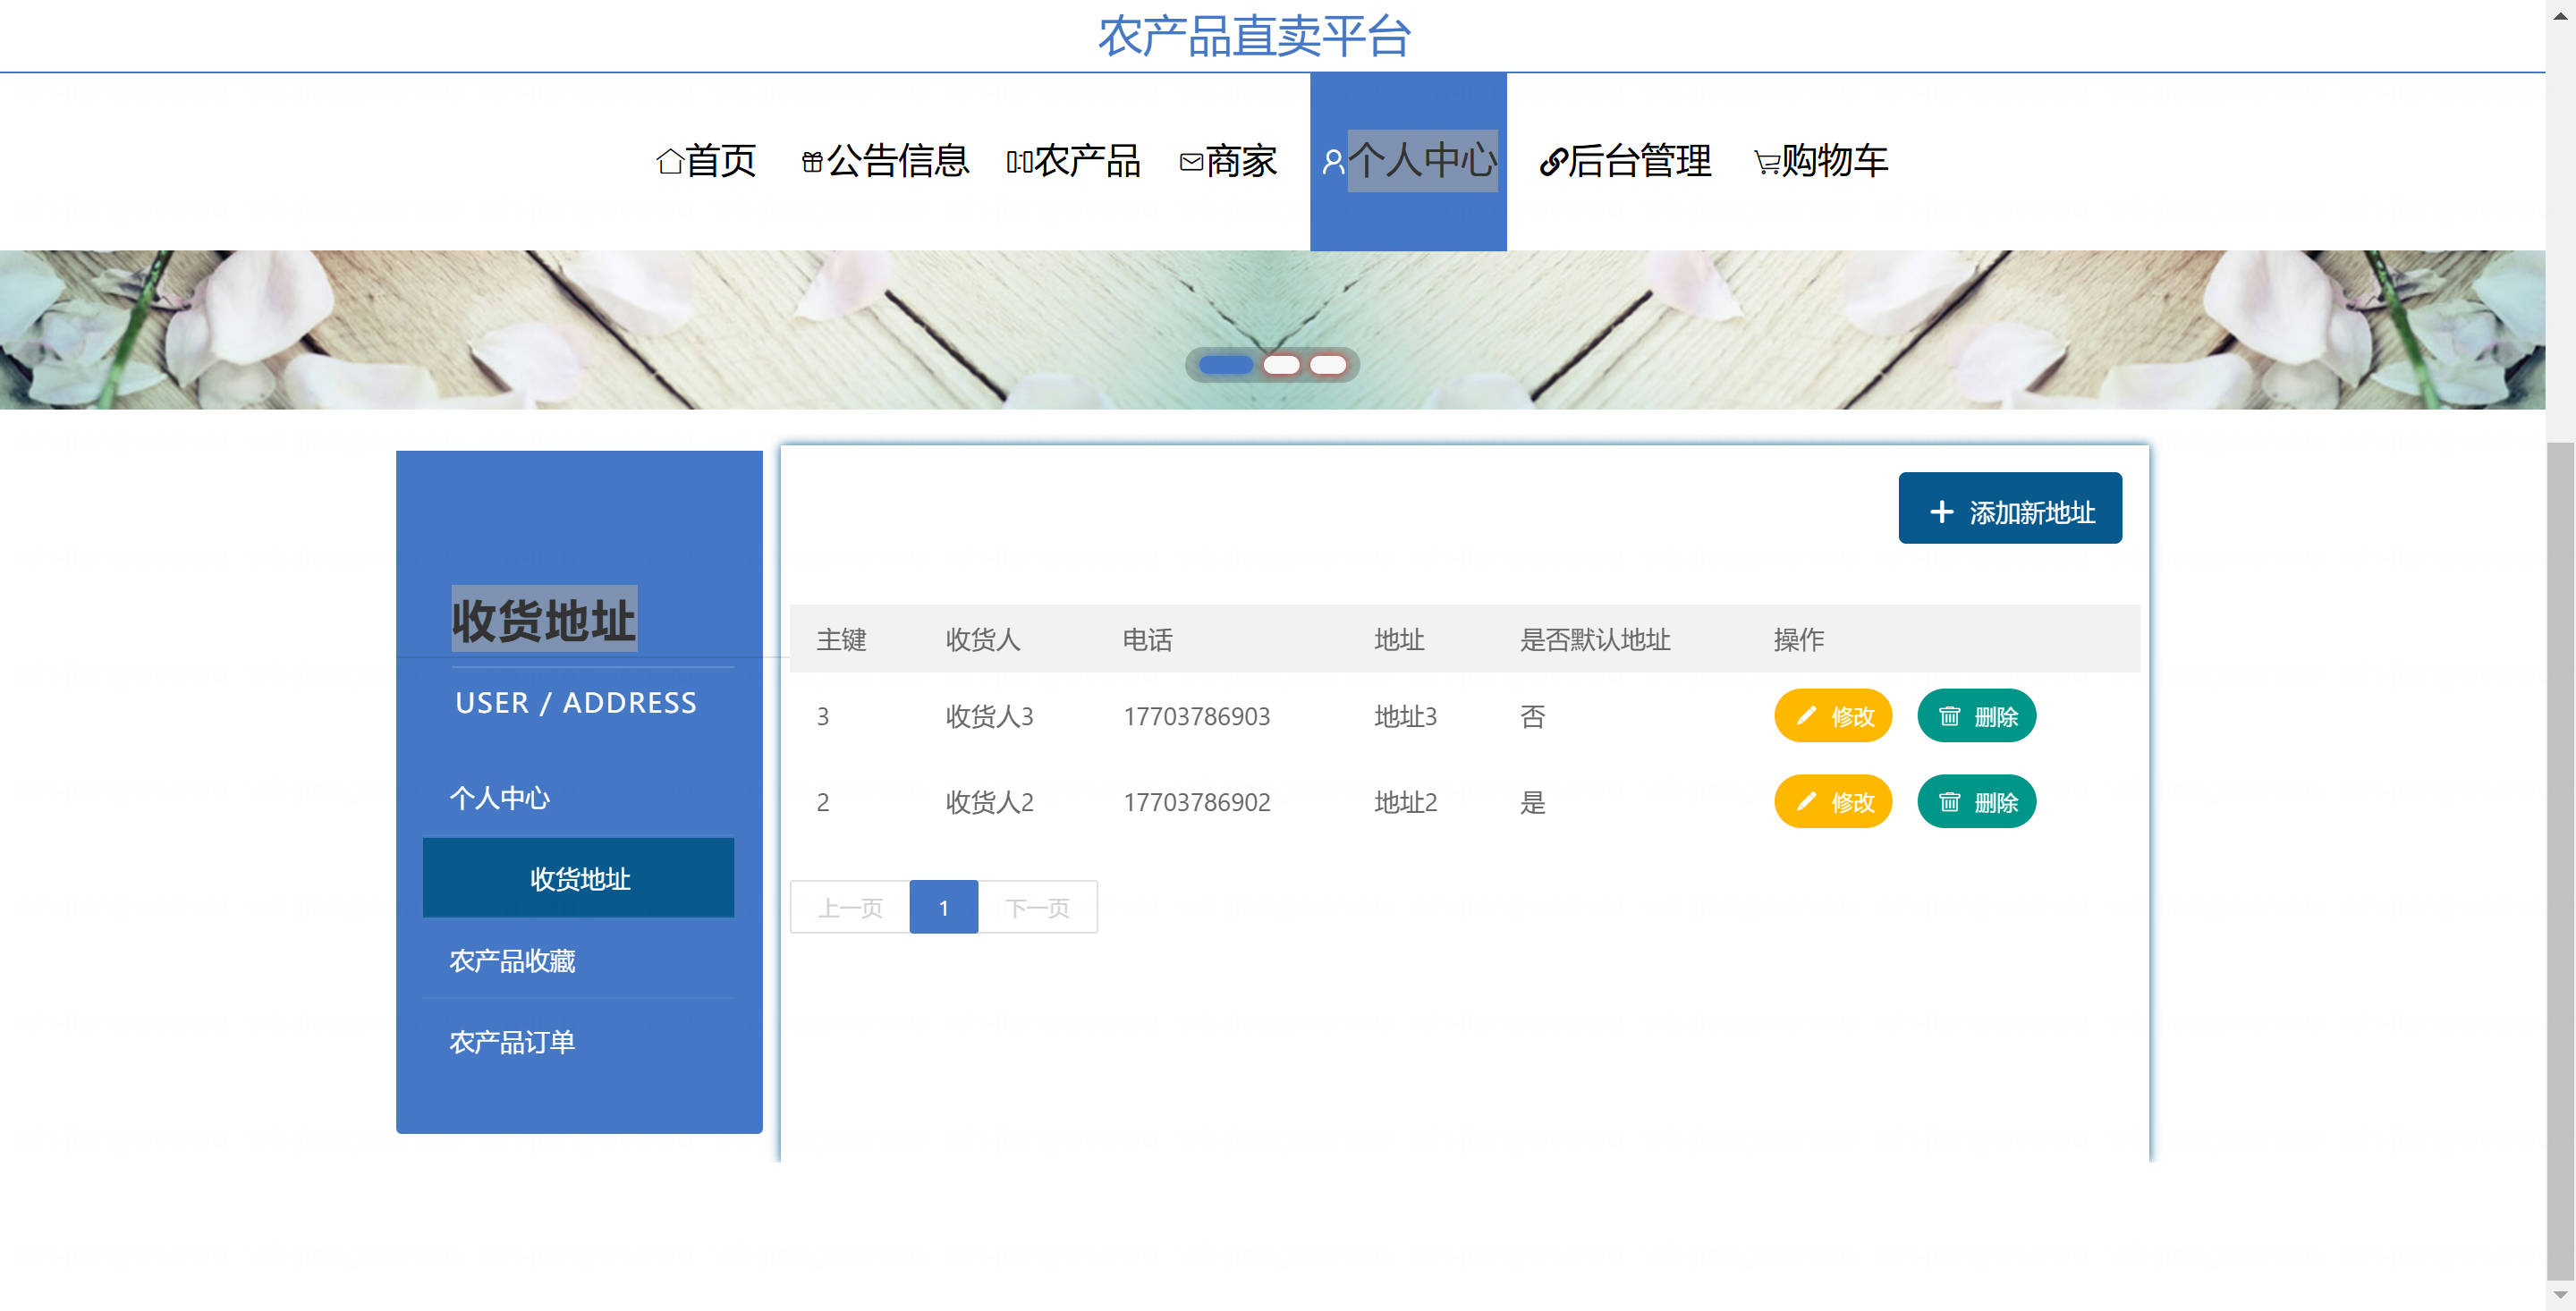 农产品直卖平台
首页 公告信息 农产品 商家 个人中心 后台管理 购物车
添加新地址
收货地址
USER / ADDRESS
个人中心
收货地址
农产品收藏
农产品订单
主键 收货人 电话 地址 是否默认地址 操作
3 收货人3 17703786903 地址3 否 修改 删除
2 收货人2 17703786902 地址2 是 修改 删除
上一页 1 下一页